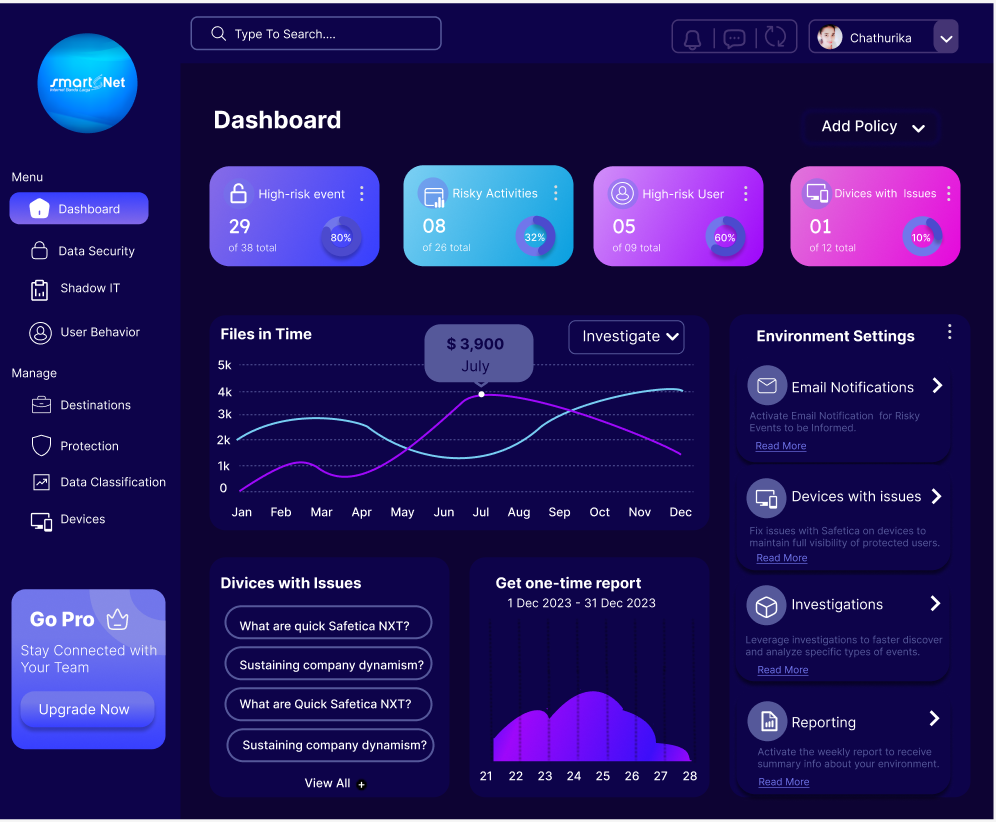 smart Net
Type To Search....
Chathurika
Dashboard
Add Policy
Menu
Dashboard
Data Security
Shadow IT
User Behavior
Manage
Destinations
Protection
Data Classification
Devices
Go Pro
Stay Connected with
Your Team
Upgrade Now
High-risk event
29
of 38 total
80%
Risky Activities
08
of 26 total
32%
High-risk User
05
of 09 total
60%
Divices with Issues
01
of 12 total
10%
Files in Time
$ 3,900
July
Investigate
5k
4k
3k
2k
1k
0
Jan Feb Mar Apr May Jun Jul Aug Sep Oct Nov Dec
Environment Settings
Email Notifications
Activate Email Notification for Risky
Events to be Informed.
Read More
Devices with issues
Fix issues with Safetica on devices to
maintain full visibility of protected users.
Read More
Investigations
Leverage investigations to faster discover
and analyze specific types of events.
Read More
Reporting
Activate the weekly report to receive
summary info about your environment.
Read More
Divices with Issues
What are quick Safetica NXT?
Sustaining company dynamism?
What are Quick Safetica NXT?
Sustaining company dynamism?
View All +
Get one-time report
1 Dec 2023 - 31 Dec 2023
21 22 23 24 25 26 27 28